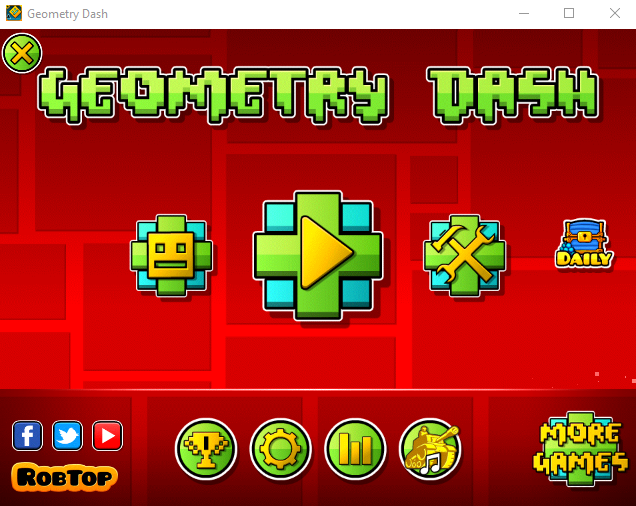 Geometry Dash
GEOMETRY DASH
DAILY
ROBTOP
MORE
GAMES